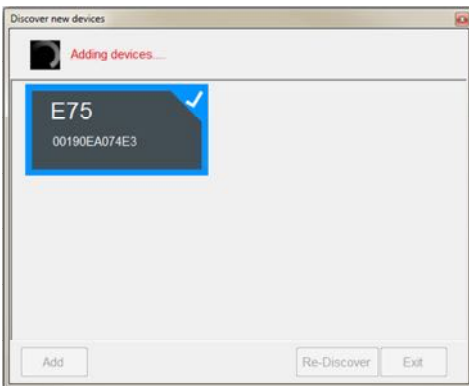 Discover new devices
Adding devices....
E75
00190EA074E3
Add
Re-Discover
Exit